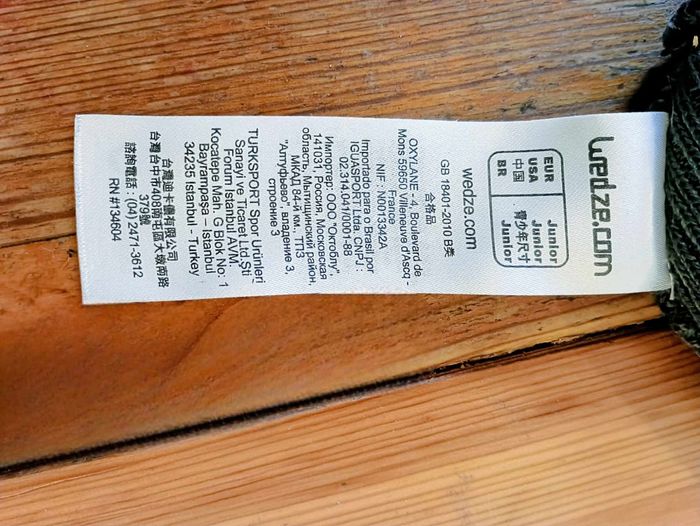 wedze.com
EUR Junior
USA Junior
中国 青少年尺寸
BR Junior
wedze.com
GB 18401-2010 B类
合格品
OXYLANE - 4, Boulevard de
Mons 59650 Villeneuve d'Ascq -
France
NIF : N0013342A
Importado para o Brasil por
IGUASPORT Ltda. CNPJ :
02.314.041/0001-88
Импортер: ООО "Октоблу",
141031, Россия, Московская
область, Мытищинский район,
МКАД 84-й км., ТПЗ
"Алтуфьево", владение 3,
строение 3
TURKSPORT Spor Ürünleri
Sanayi ve Ticaret Ltd.Şti.
Forum Istanbul AVM.
Kocatepe Mah. G Blok No: 1
Bayrampaşa – Istanbul
34235 Istanbul - Turkey
台灣迪卡儂有限公司
台灣台中市408南屯區大墩南路
379號
諮詢電話：(04) 2471-3612
RN #134604